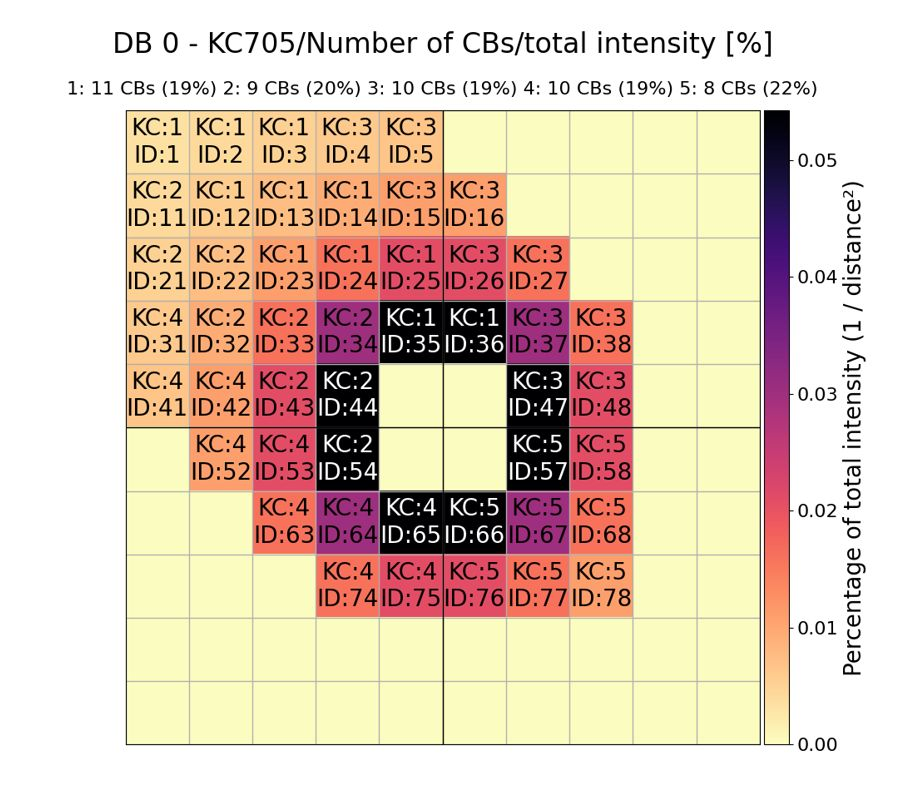 DB 0 - KC705/Number of CBs/total intensity [%]
1: 11 CBs (19%) 2: 9 CBs (20%) 3: 10 CBs (19%) 4: 10 CBs (19%) 5: 8 CBs (22%)
KC:1 KC:1 KC:1 KC:3 KC:3
ID:1 ID:2 ID:3 ID:4 ID:5
KC:2 KC:1 KC:1 KC:1 KC:3 KC:3
ID:11 ID:12 ID:13 ID:14 ID:15 ID:16
KC:2 KC:2 KC:1 KC:1 KC:1 KC:3 KC:3
ID:21 ID:22 ID:23 ID:24 ID:25 ID:26 ID:27
KC:4 KC:2 KC:2 KC:2 KC:1 KC:1 KC:3 KC:3
ID:31 ID:32 ID:33 ID:34 ID:35 ID:36 ID:37 ID:38
KC:4 KC:4 KC:2 KC:2 KC:3 KC:3
ID:41 ID:42 ID:43 ID:44 ID:47 ID:48
KC:4 KC:4 KC:2 KC:5 KC:5
ID:52 ID:53 ID:54 ID:57 ID:58
KC:4 KC:4 KC:4 KC:5 KC:5 KC:5
ID:63 ID:64 ID:65 ID:66 ID:67 ID:68
KC:4 KC:4 KC:5 KC:5 KC:5
ID:74 ID:75 ID:76 ID:77 ID:78
0.05
0.04
0.03
0.02
0.01
0.00
Percentage of total intensity (1 / distance²)